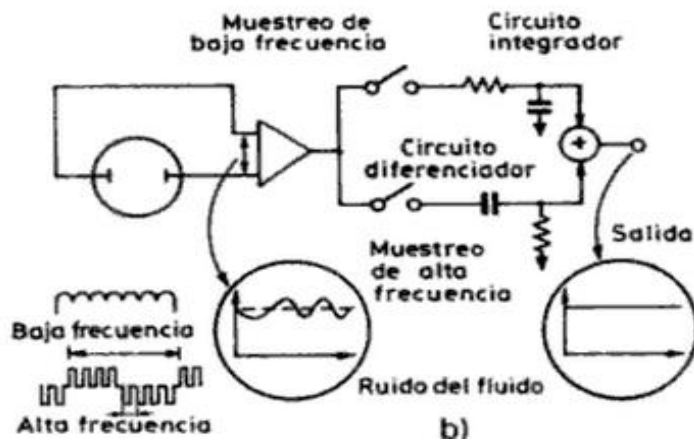 Muestreo de
baja frecuencia
Circuito
integrador
+
Circuito
diferenciador
Muestreo
de alta
frecuencia
Salida
Baja frecuencia
Alta frecuencia
Ruido del fluido
b)